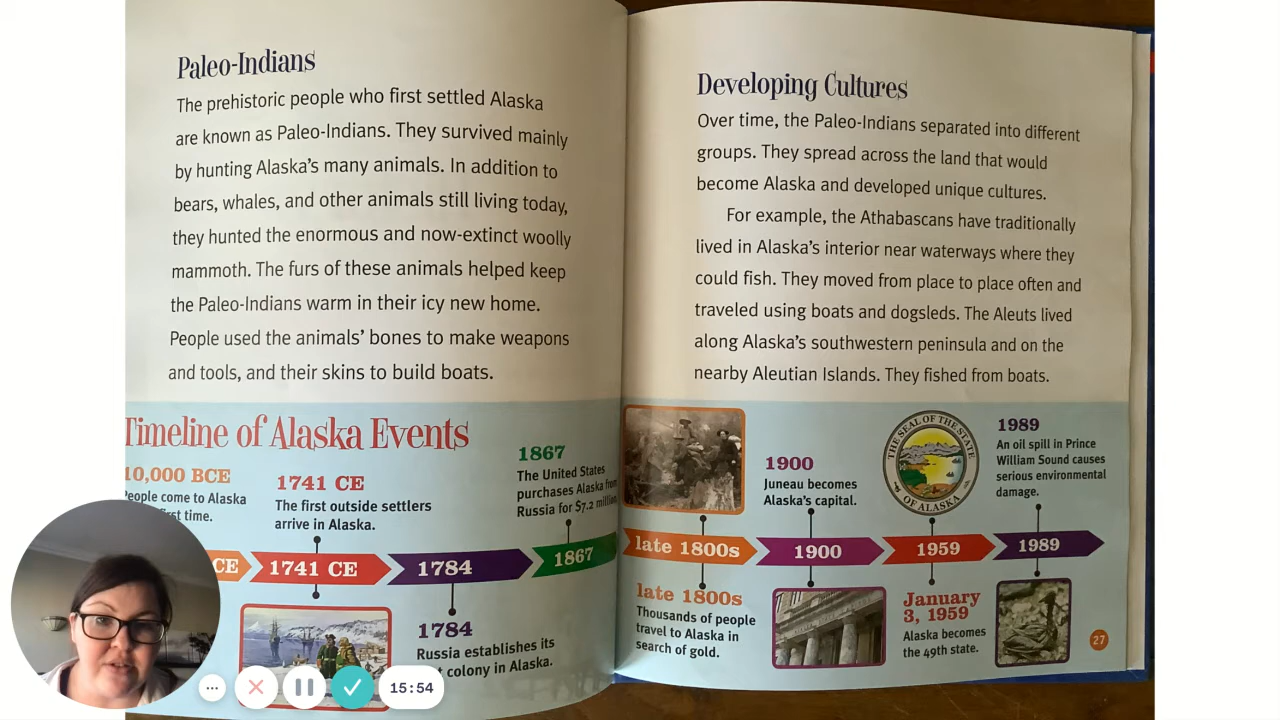 Paleo-Indians
The prehistoric people who first settled Alaska
are known as Paleo-Indians. They survived mainly
by hunting Alaska's many animals. In addition to
bears, whales, and other animals still living today,
they hunted the enormous and now-extinct woolly
mammoth. The furs of these animals helped keep
the Paleo-Indians warm in their icy new home.
People used the animals' bones to make weapons
and tools, and their skins to build boats.
Developing Cultures
Over time, the Paleo-Indians separated into different
groups. They spread across the land that would
become Alaska and developed unique cultures.
For example, the Athabascans have traditionally
lived in Alaska's interior near waterways where they
could fish. They moved from place to place often and
traveled using boats and dogsleds. The Aleuts lived
along Alaska's southwestern peninsula and on the
nearby Aleutian Islands. They fished from boats.
Timeline of Alaska Events
10,000 BCE
People come to Alaska
time.
1741 CE
The first outside settlers
arrive in Alaska.
1867
The United States
purchases Alaska from
Russia for $7.2 million.
1900
Juneau becomes
Alaska's capital.
THE SEAL OF THE STATE
OF ALASKA
1989
An oil spill in Prince
William Sound causes
serious environmental
damage.
CE
1741 CE
1784
1867
late 1800s
1900
1959
1989
1784
Russia establishes its
colony in Alaska.
late 1800s
Thousands of people
travel to Alaska in
search of gold.
January
3, 1959
Alaska becomes
the 49th state.
27
15:54